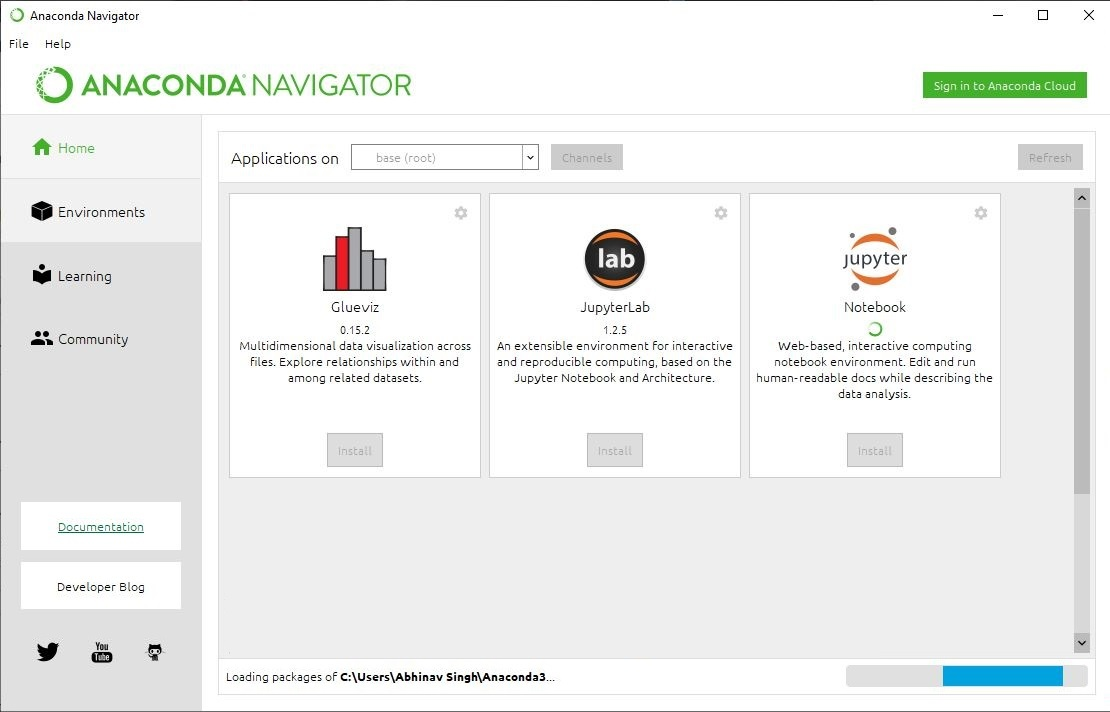 Anaconda Navigator
File Help
ANACONDA NAVIGATOR
Sign in to Anaconda Cloud
Home
Environments
Learning
Community
Documentation
Developer Blog
You
Tube
Applications on
base (root)
Channels
Refresh
Glueviz
0.15.2
Multidimensional data visualization across
files. Explore relationships within and
among related datasets.
Install
lab
JupyterLab
1.2.5
An extensible environment for interactive
and reproducible computing, based on the
Jupyter Notebook and Architecture.
Install
jupyter
Notebook
Web-based, interactive computing
notebook environment. Edit and run
human-readable docs while describing the
data analysis.
Install
Loading packages of C:\Users\Abhinav Singh\Anaconda3...